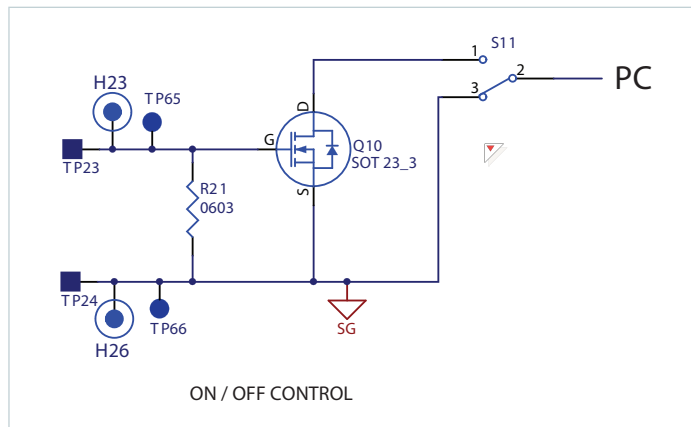 S11
1
2
3
PC
H23
TP65
TP23
G
D
S
Q10
SOT 23_3
R21
0603
TP24
H26
TP66
SG
ON / OFF CONTROL